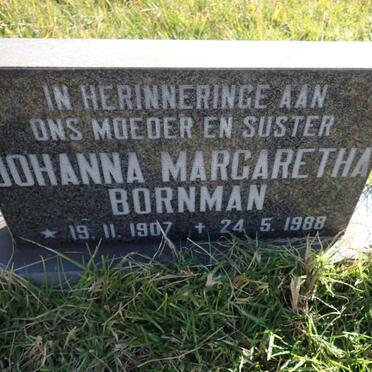 IN HERINNERINGE AAN
ONS MOEDER EN SUSTER
JOHANNA MARGARETHA
BORNMAN
★ 19.11.1907 + 24.5.1988